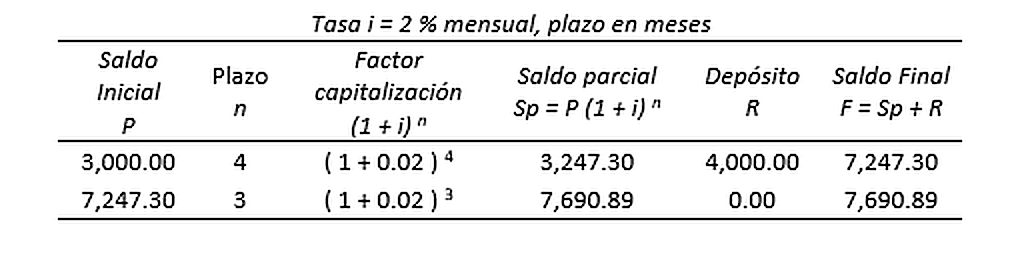 Tasa i = 2 % mensual, plazo en meses
Saldo Inicial P Plazo n Factor capitalización (1 + i) ⁿ Saldo parcial Sp = P (1 + i) ⁿ Depósito R Saldo Final F = Sp + R
3,000.00 4 ( 1 + 0.02 ) ⁴ 3,247.30 4,000.00 7,247.30
7,247.30 3 ( 1 + 0.02 ) ³ 7,690.89 0.00 7,690.89